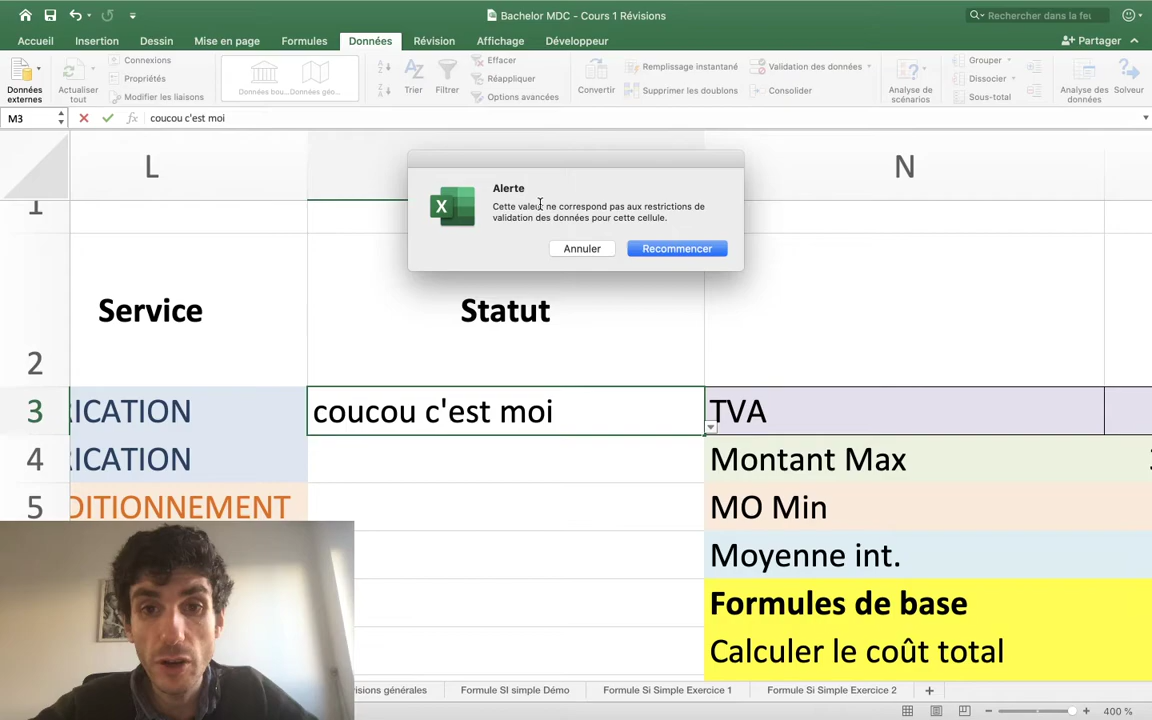 Bachelor MDC - Cours 1 Révisions
Rechercher dans la feu
Accueil Insertion Dessin Mise en page Formules Données Révision Affichage Développeur Partager
Données externes
Actualiser tout
Connexions
Propriétés
Modifier les liaisons
Données bou...
Données géo...
Trier
Filtrer
Effacer
Réappliquer
Options avancées
Convertir
Remplissage instantané
Supprimer les doublons
Validation des données
Consolider
Analyse de scénarios
Grouper
Dissocier
Sous-total
Analyse des données
Solveur
M3 fx coucou c'est moi
L N
Alerte
Cette valeur ne correspond pas aux restrictions de
validation des données pour cette cellule.
Annuler Recommencer
1
2 Service Statut
3 RICATION coucou c'est moi TVA
4 RICATION Montant Max
5 DITIONNEMENT MO Min
Moyenne int.
Formules de base
Calculer le coût total
visions générales Formule SI simple Démo Formule Si Simple Exercice 1 Formule Si Simple Exercice 2 +
400 %